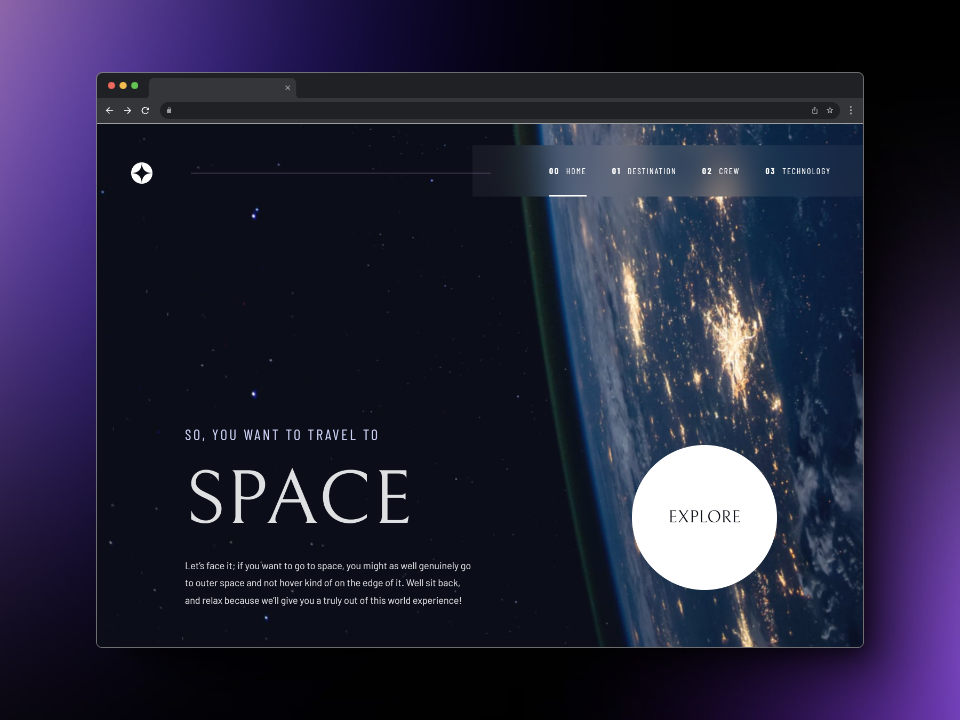 00 HOME 01 DESTINATION 02 CREW 03 TECHNOLOGY
SO, YOU WANT TO TRAVEL TO
SPACE
EXPLORE
Let's face it; if you want to go to space, you might as well genuinely go
to outer space and not hover kind of on the edge of it. Well sit back,
and relax because we'll give you a truly out of this world experience!